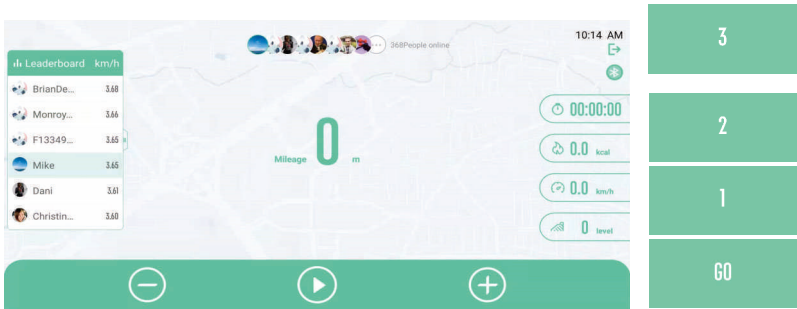 368People online
10:14 AM
Leaderboard km/h
BrianDe... 3.68
Monroy... 3.66
F13349... 3.65
Mike 3.65
Dani 3.61
Christin... 3.60
Mileage 0 m
00:00:00
0.0 kcal
0.0 km/h
0 level
3
2
1
GO